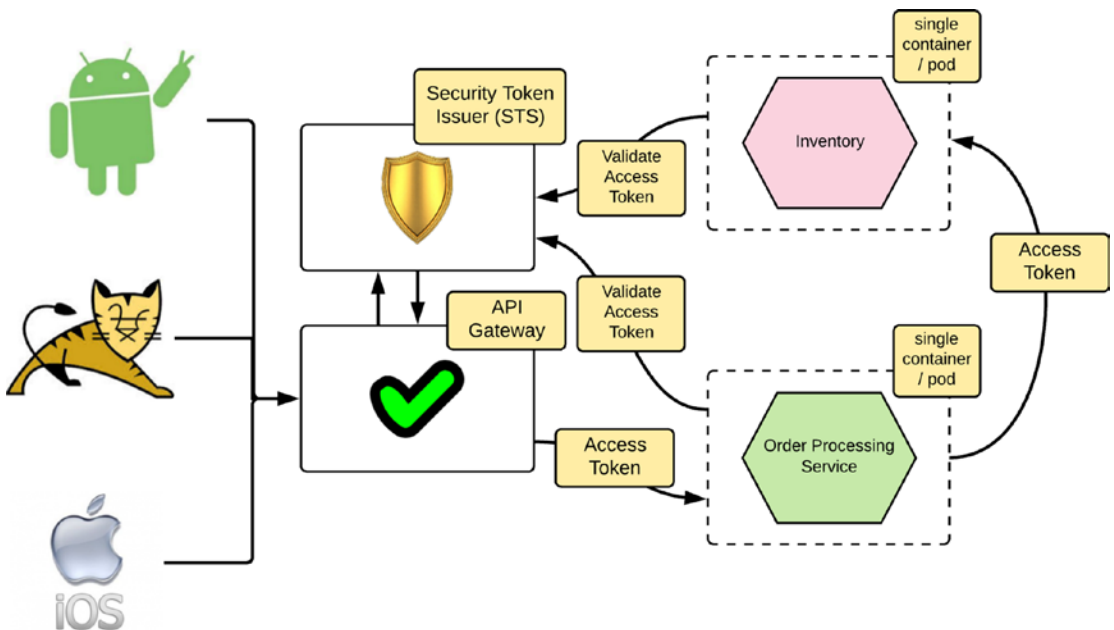 single
container
/ pod
Security Token
Issuer (STS)
Validate
Access
Token
Inventory
Access
Token
Validate
Access
Token
API
Gateway
single
container
/ pod
Access
Token
Order Processing
Service
iOS